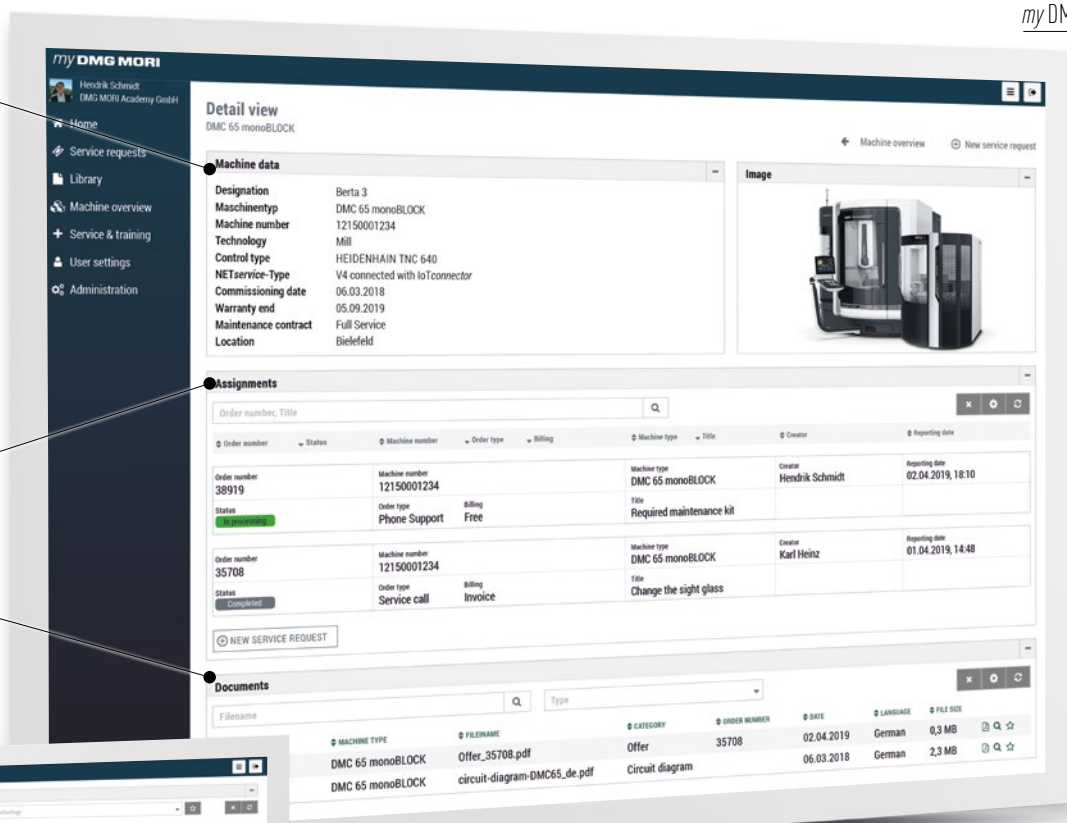 my DM
my DMG MORI
Hendrik Schmidt
DMG MORI Academy GmbH
Home
Service requests
Library
Machine overview
Service & training
User settings
Administration
Detail view
DMC 65 monoBLOCK
Machine overview
New service request
Machine data
Designation Berta 3
Maschinentyp DMC 65 monoBLOCK
Machine number 12150001234
Technology Mill
Control type HEIDENHAIN TNC 640
NETservice-Type V4 connected with IoTconnector
Commissioning date 06.03.2018
Warranty end 05.09.2019
Maintenance contract Full Service
Location Bielefeld
Image
Assignments
Order number, Title
Order number Status Machine number Order type Billing Machine type Title Creator Reporting date
Order number Machine number Machine type Creator Reporting date
38919 12150001234 DMC 65 monoBLOCK Hendrik Schmidt 02.04.2019, 18:10
Status Order type Billing Title
In processing Phone Support Free Required maintenance kit
Order number Machine number Machine type Creator Reporting date
35708 12150001234 DMC 65 monoBLOCK Karl Heinz 01.04.2019, 14:48
Status Order type Billing Title
Completed Service call Invoice Change the sight glass
NEW SERVICE REQUEST
Documents
Filename Type
MACHINE TYPE FILEINAME CATEGORY ORDER NUMBER DATE LANGUAGE FILE SIZE
DMC 65 monoBLOCK Offer_35708.pdf Offer 35708 02.04.2019 German 0,3 MB
DMC 65 monoBLOCK circuit-diagram-DMC65_de.pdf Circuit diagram 06.03.2018 German 2,3 MB